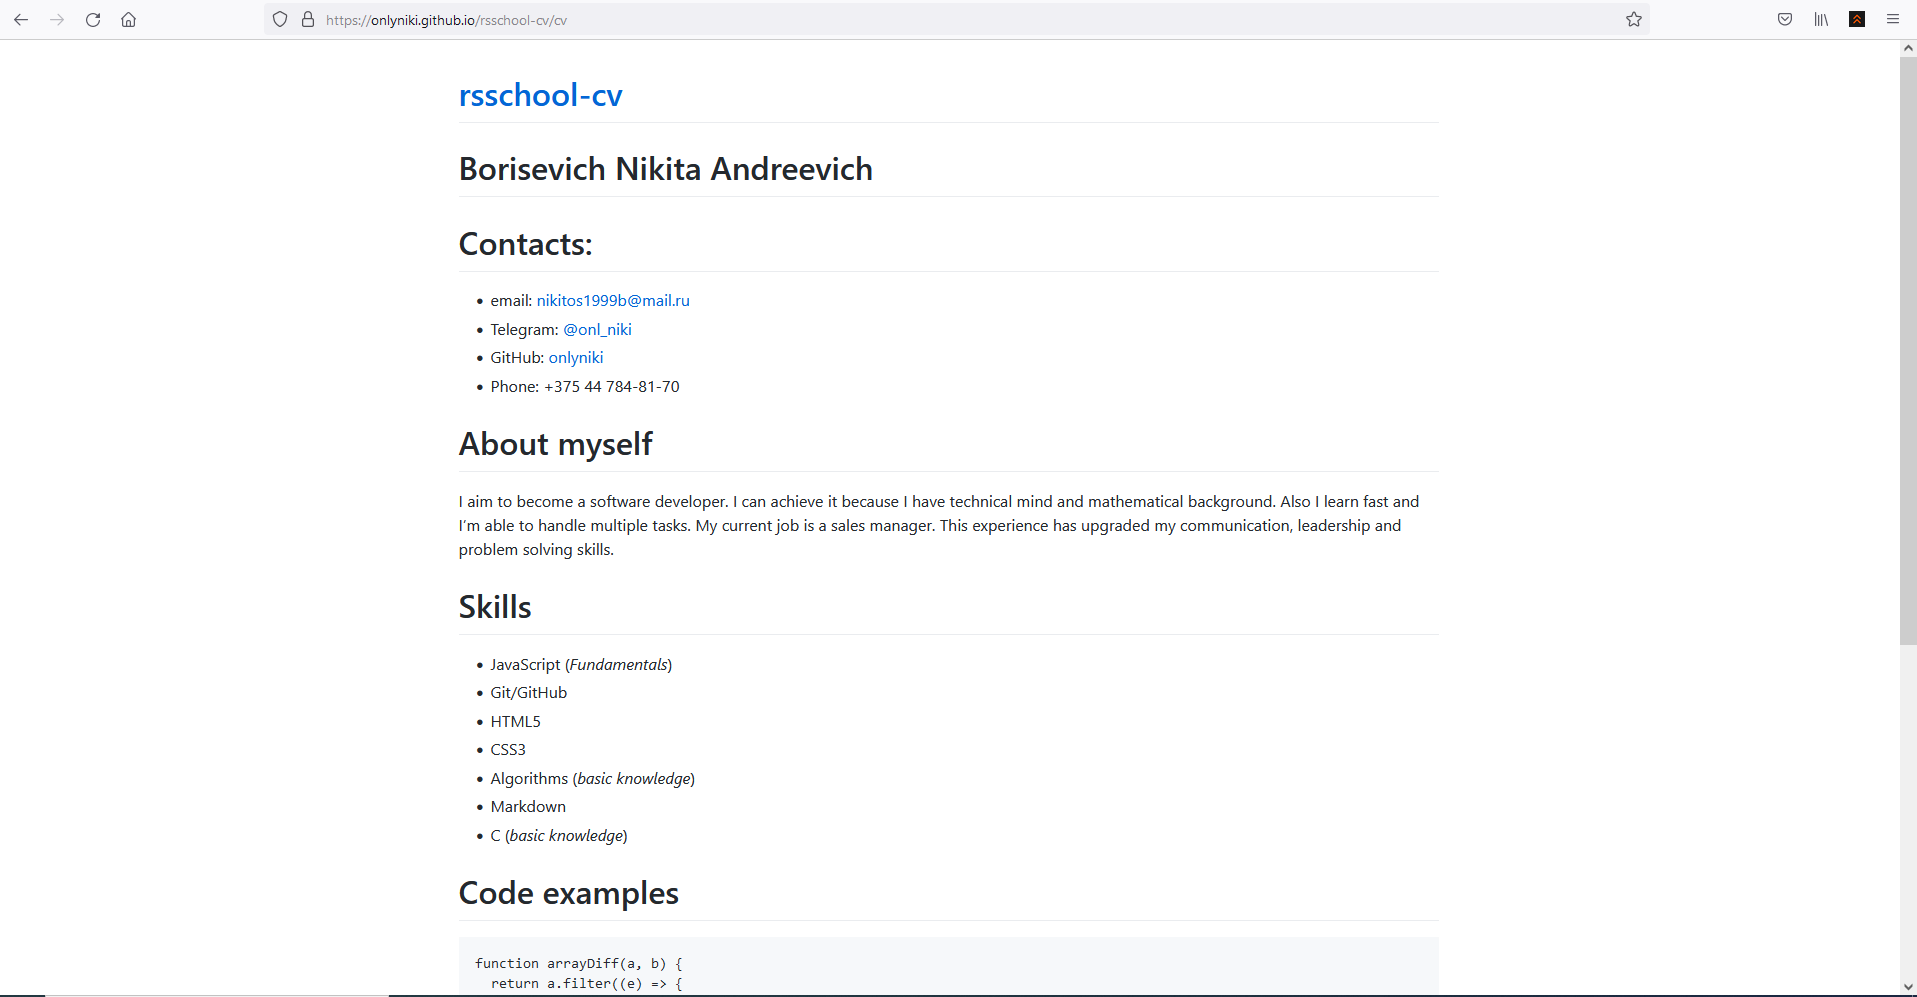 https://onlyniki.github.io/rsschool-cv/cv
rsschool-cv
Borisevich Nikita Andreevich
Contacts:
• email: nikitos1999b@mail.ru
• Telegram: @onl_niki
• GitHub: onlyniki
• Phone: +375 44 784-81-70
About myself
I aim to become a software developer. I can achieve it because I have technical mind and mathematical background. Also I learn fast and
I’m able to handle multiple tasks. My current job is a sales manager. This experience has upgraded my communication, leadership and
problem solving skills.
Skills
• JavaScript (Fundamentals)
• Git/GitHub
• HTML5
• CSS3
• Algorithms (basic knowledge)
• Markdown
• C (basic knowledge)
Code examples
function arrayDiff(a, b) {
  return a.filter((e) => {